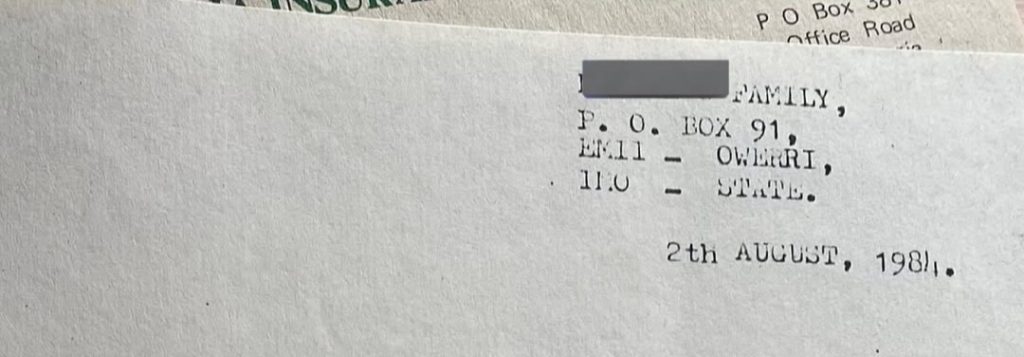 P O Box
Office Road
FAMILY,
P. O. BOX 91,
EMII - OWERRI,
IMO - STATE.
2th AUGUST, 1984.